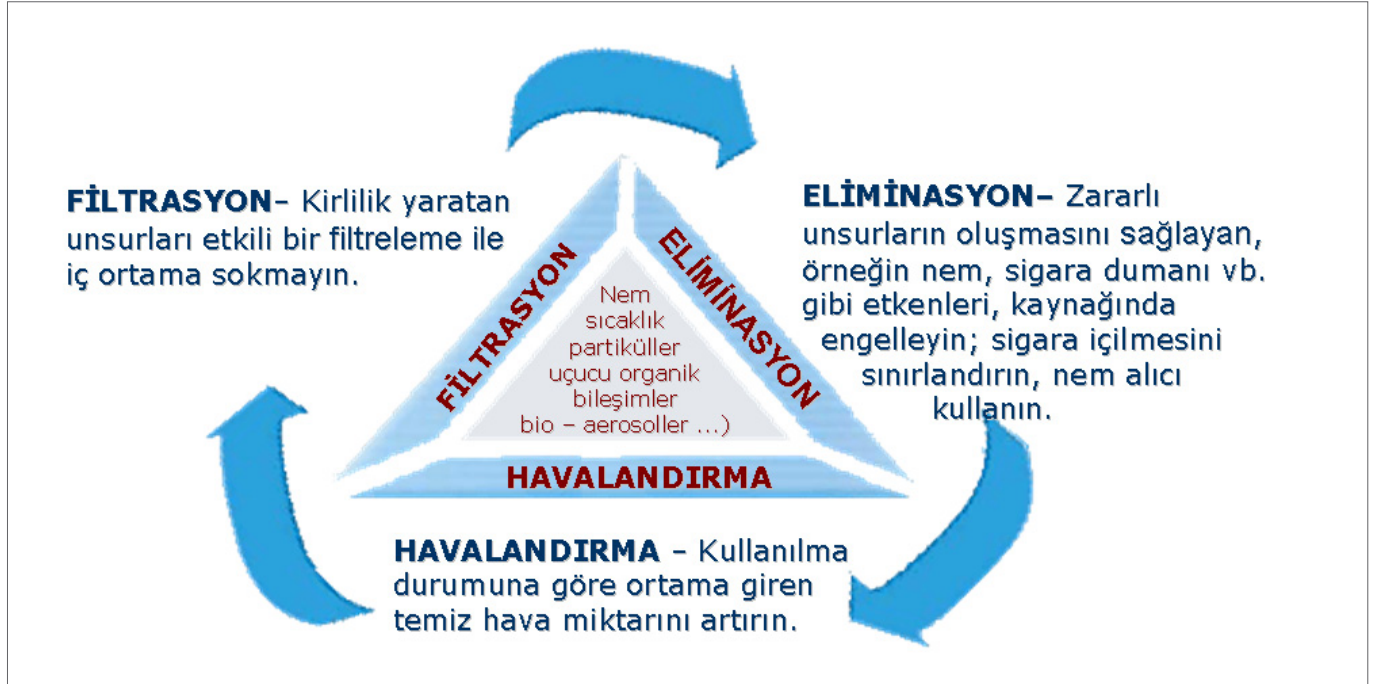 FİLTRASYON– Kirlilik yaratan
unsurları etkili bir filtreleme ile
iç ortama sokmayın.
ELİMİNASYON– Zararlı
unsurların oluşmasını sağlayan,
örneğin nem, sigara dumanı vb.
gibi etkenleri, kaynağında
engelleyin; sigara içilmesini
sınırlandırın, nem alıcı
kullanın.
FİLTRASYON
ELİMİNASYON
Nem
sıcaklık
partiküller
uçucu organik
bileşimler
bio – aerosoller ...)
HAVALANDIRMA
HAVALANDIRMA – Kullanılma
durumuna göre ortama giren
temiz hava miktarını artırın.